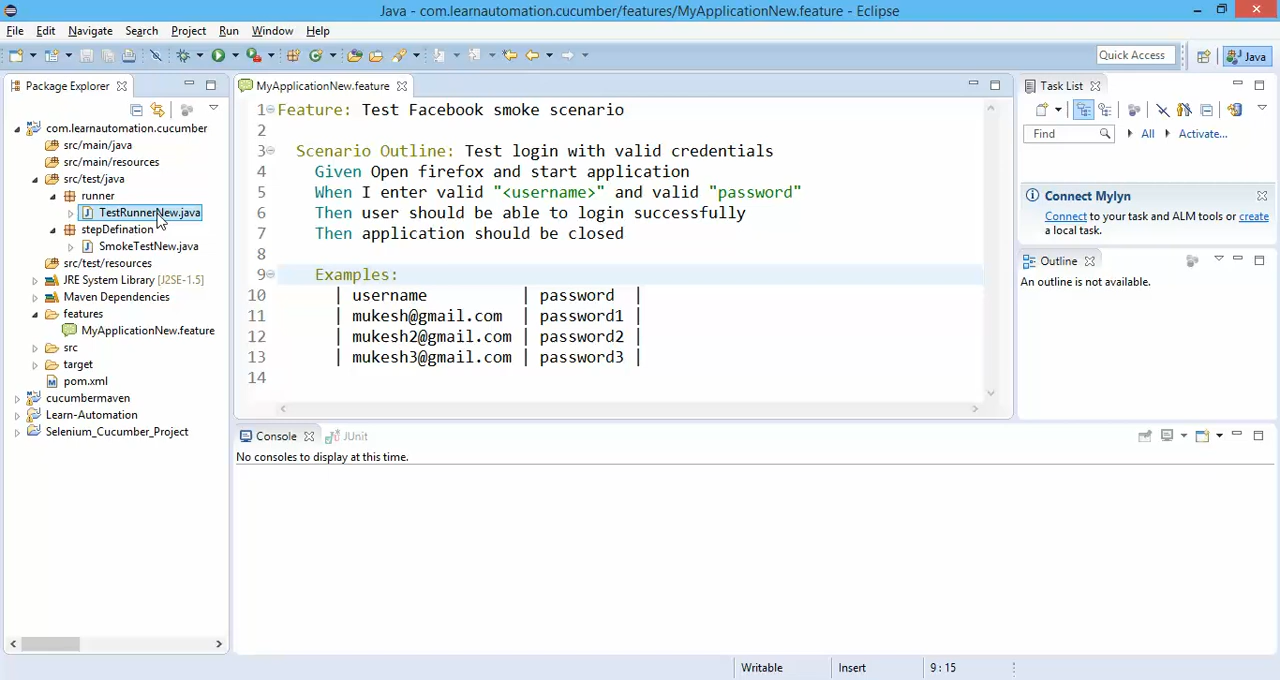 Java - com.learnautomation.cucumber/features/MyApplicationNew.feature - Eclipse
File Edit Navigate Search Project Run Window Help
Quick Access
Java
Package Explorer
com.learnautomation.cucumber
src/main/java
src/main/resources
src/test/java
runner
TestRunnerNew.java
stepDefination
SmokeTestNew.java
src/test/resources
JRE System Library [J2SE-1.5]
Maven Dependencies
features
MyApplicationNew.feature
src
target
pom.xml
cucumbermaven
Learn-Automation
Selenium_Cucumber_Project
MyApplicationNew.feature
1 Feature: Test Facebook smoke scenario
2
3 Scenario Outline: Test login with valid credentials
4 Given Open firefox and start application
5 When I enter valid "<username>" and valid "password"
6 Then user should be able to login successfully
7 Then application should be closed
8
9 Examples:
10 | username | password |
11 | mukesh@gmail.com | password1 |
12 | mukesh2@gmail.com | password2 |
13 | mukesh3@gmail.com | password3 |
14
Task List
Find
All
Activate...
Connect Mylyn
Connect to your task and ALM tools or create
a local task.
Outline
An outline is not available.
Console
JUnit
No consoles to display at this time.
Writable
Insert
9 : 15